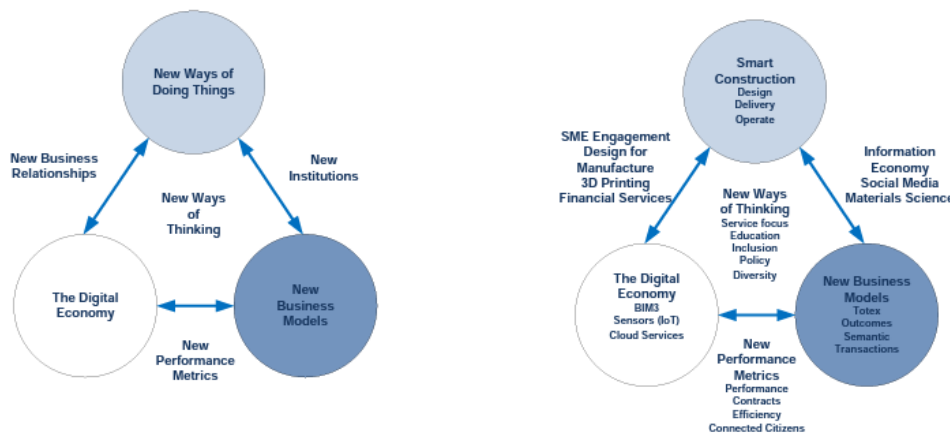 New Ways of
Doing Things
New Business
Relationships
New
Institutions
New Ways
of
Thinking
The Digital
Economy
New
Business
Models
New
Performance
Metrics
Smart
Construction
Design
Delivery
Operate
SME Engagement
Design for
Manufacture
3D Printing
Financial Services
Information
Economy
Social Media
Materials Science
New Ways
of Thinking
Service focus
Education
Inclusion
Policy
Diversity
The Digital
Economy
BIM3
Sensors (IoT)
Cloud Services
New Business
Models
Totex
Outcomes
Semantic
Transactions
New
Performance
Metrics
Performance
Contracts
Efficiency
Connected Citizens